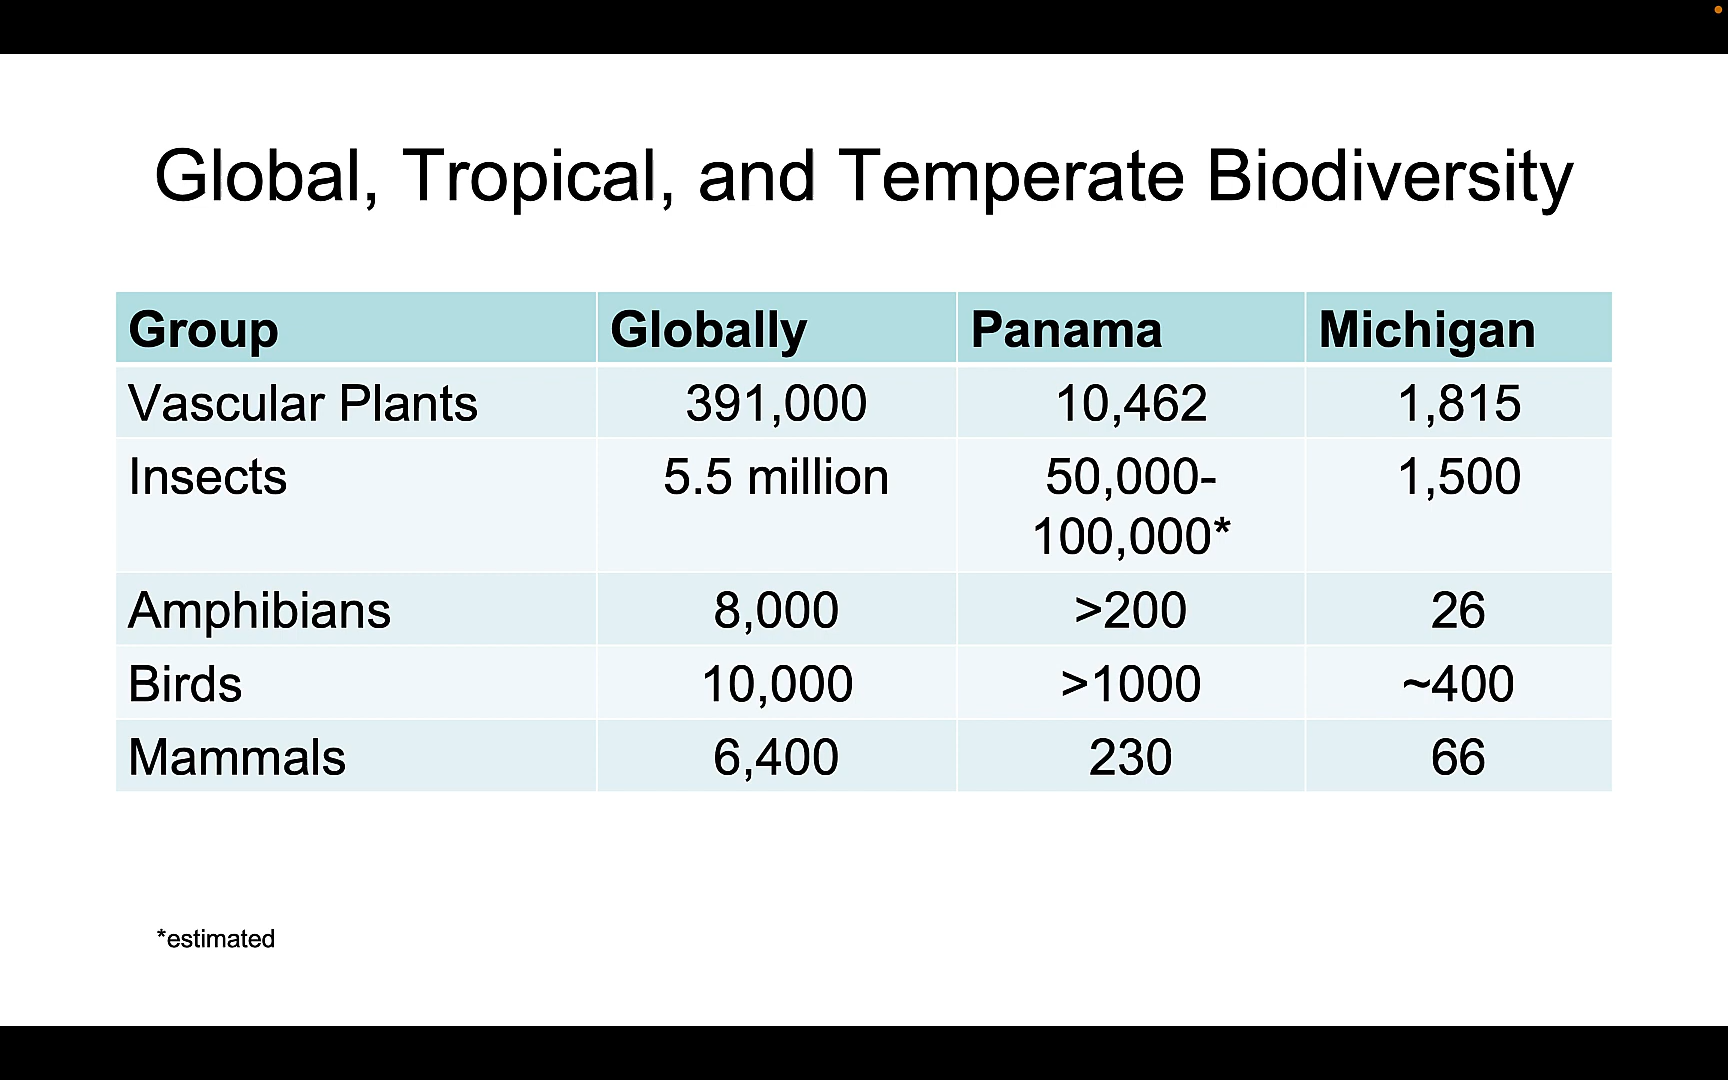 Global, Tropical, and Temperate Biodiversity
Group Globally Panama Michigan
Vascular Plants 391,000 10,462 1,815
Insects 5.5 million 50,000- 1,500
100,000*
Amphibians 8,000 >200 26
Birds 10,000 >1000 ~400
Mammals 6,400 230 66
*estimated